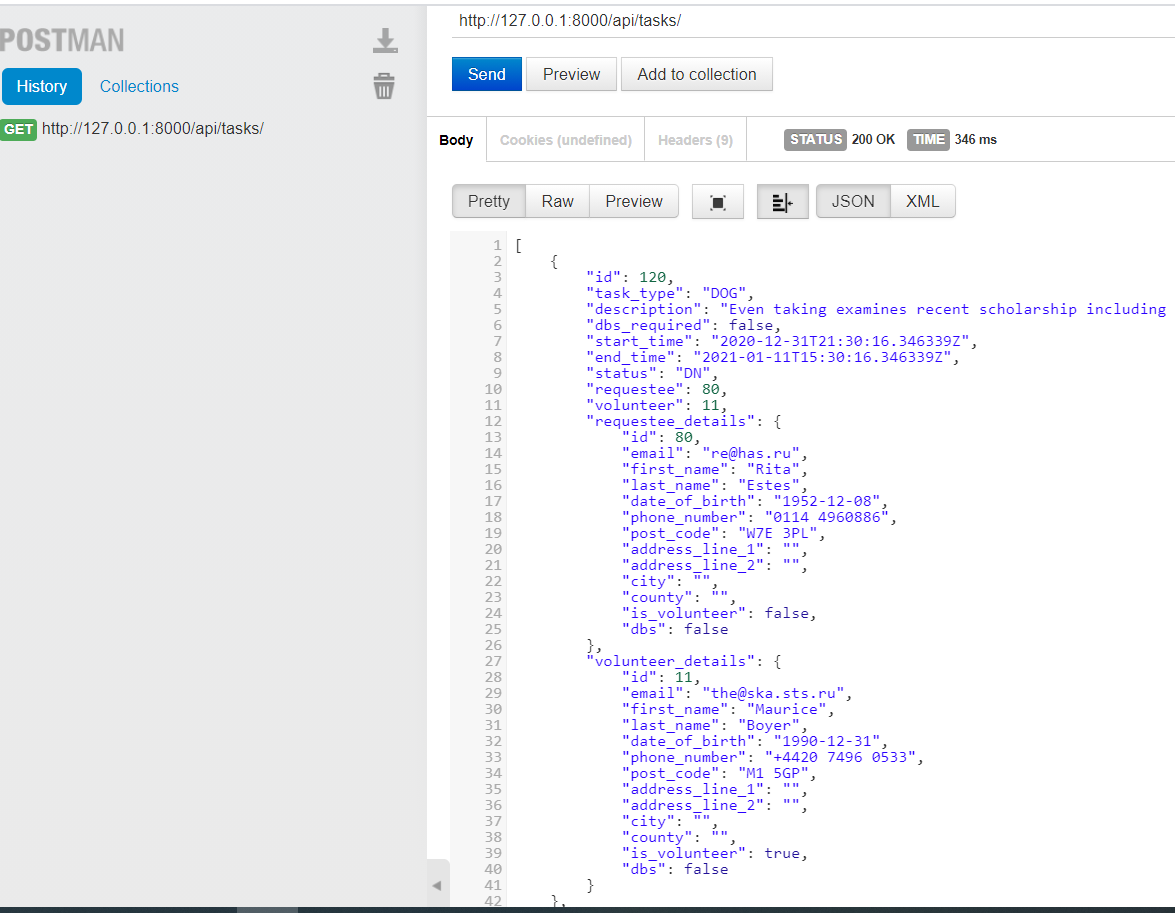 http://127.0.0.1:8000/api/tasks/
POSTMAN
Send Preview Add to collection
History Collections
GET http://127.0.0.1:8000/api/tasks/
Body Cookies (undefined) Headers (9) STATUS 200 OK TIME 346 ms
Pretty Raw Preview JSON XML
1 [
2 {
3 "id": 120,
4 "task_type": "DOG",
5 "description": "Even taking examines recent scholarship including
6 "dbs_required": false,
7 "start_time": "2020-12-31T21:30:16.346339Z",
8 "end_time": "2021-01-11T15:30:16.346339Z",
9 "status": "DN",
10 "requestee": 80,
11 "volunteer": 11,
12 "requestee_details": {
13 "id": 80,
14 "email": "re@has.ru",
15 "first_name": "Rita",
16 "last_name": "Estes",
17 "date_of_birth": "1952-12-08",
18 "phone_number": "0114 4960886",
19 "post_code": "W7E 3PL",
20 "address_line_1": "",
21 "address_line_2": "",
22 "city": "",
23 "county": "",
24 "is_volunteer": false,
25 "dbs": false
26 },
27 "volunteer_details": {
28 "id": 11,
29 "email": "the@ska.sts.ru",
30 "first_name": "Maurice",
31 "last_name": "Boyer",
32 "date_of_birth": "1990-12-31",
33 "phone_number": "+4420 7496 0533",
34 "post_code": "M1 5GP",
35 "address_line_1": "",
36 "address_line_2": "",
37 "city": "",
38 "county": "",
39 "is_volunteer": true,
40 "dbs": false
41 }
42 },